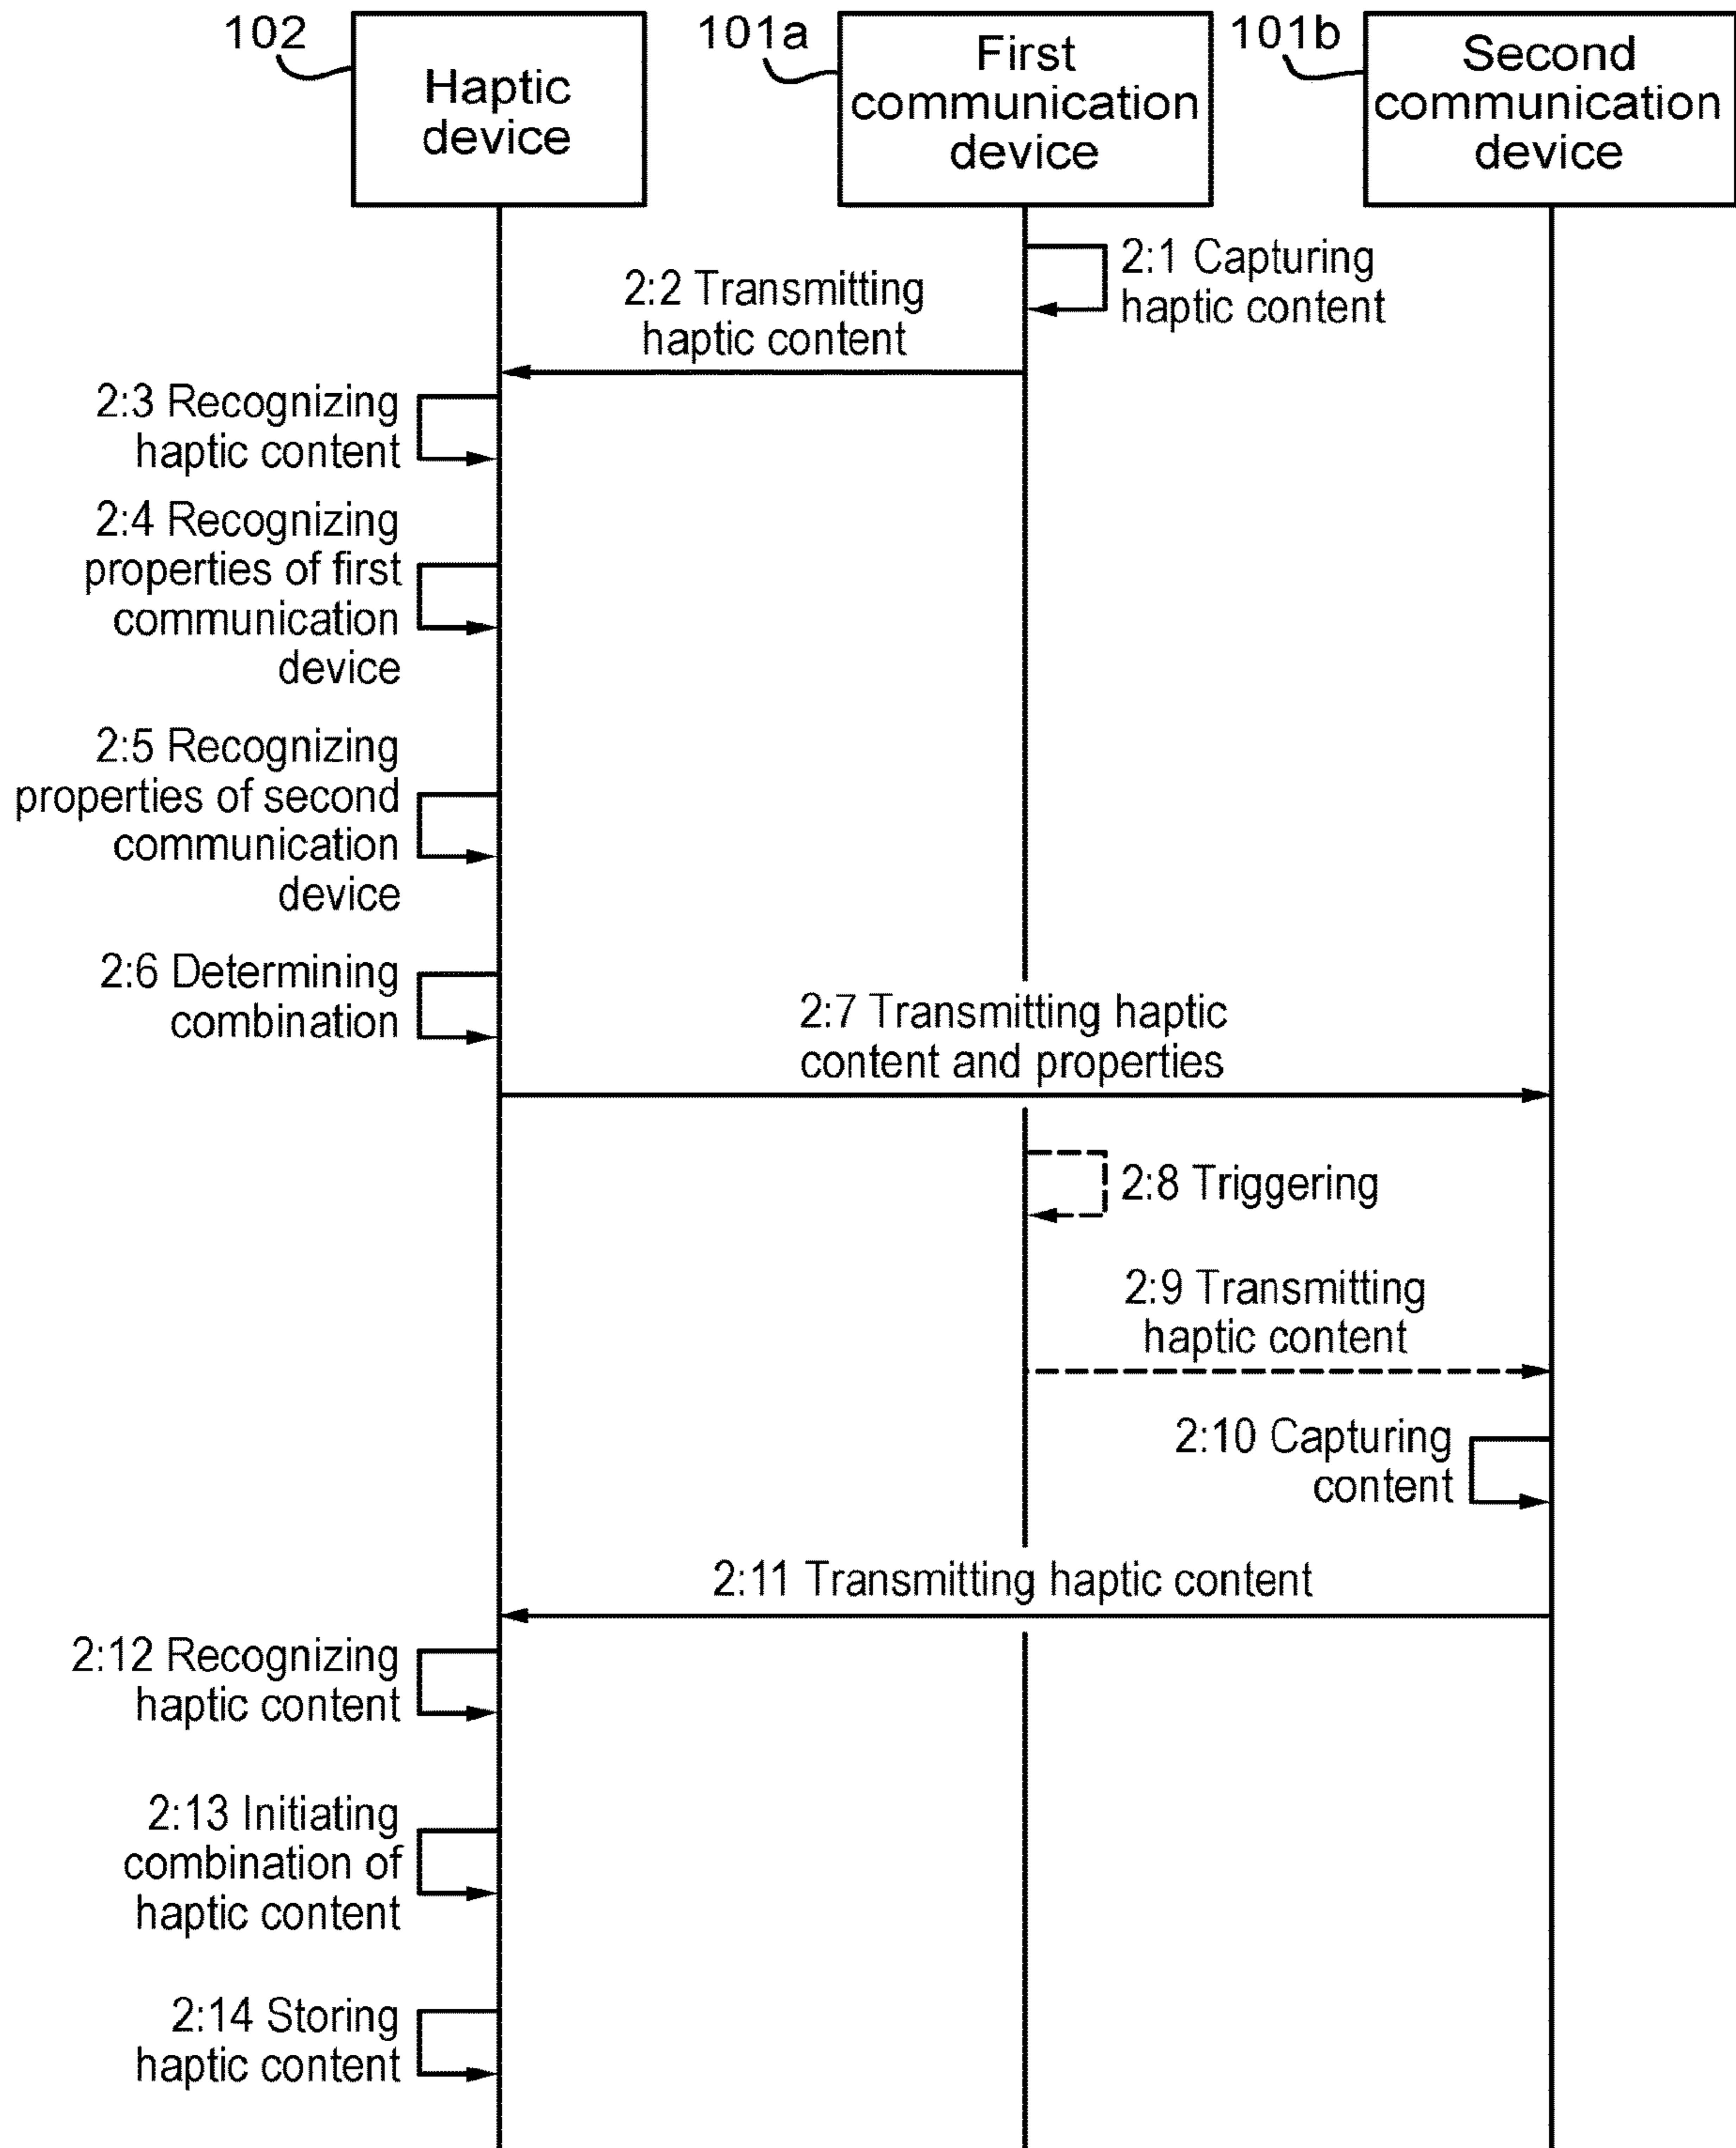 102
Haptic
device
101a
First
communication
device
101b
Second
communication
device
2:1 Capturing
haptic content
2:2 Transmitting
haptic content
2:3 Recognizing
haptic content
2:4 Recognizing
properties of first
communication
device
2:5 Recognizing
properties of second
communication
device
2:6 Determining
combination
2:7 Transmitting haptic
content and properties
2:8 Triggering
2:9 Transmitting
haptic content
2:10 Capturing
content
2:11 Transmitting haptic content
2:12 Recognizing
haptic content
2:13 Initiating
combination of
haptic content
2:14 Storing
haptic content